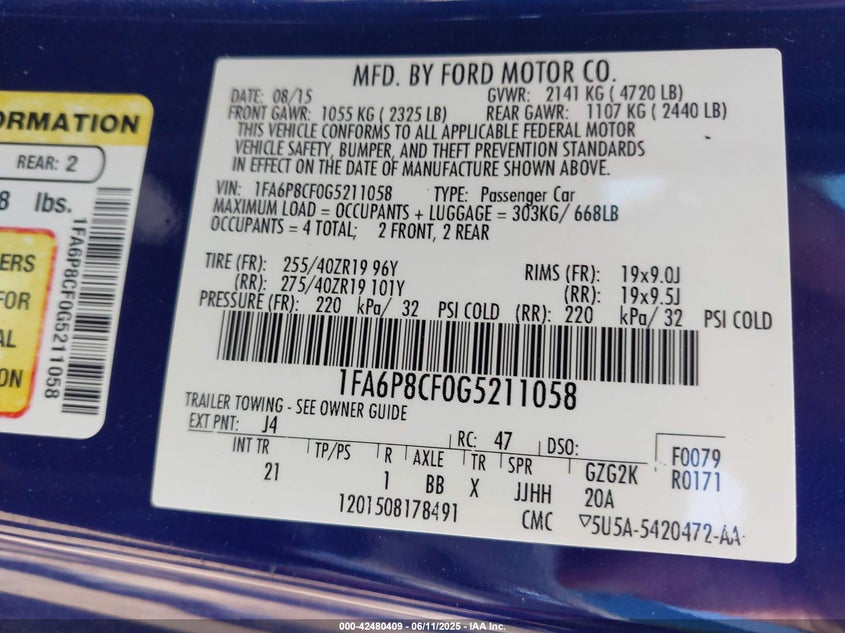 ORMATION
REAR: 2
8 lbs.
1FA6P8CF0G5211058
ERS
FOR
AL
ON
MFD. BY FORD MOTOR CO.
DATE: 08/15 GVWR: 2141 KG ( 4720 LB)
FRONT GAWR: 1055 KG ( 2325 LB) REAR GAWR: 1107 KG ( 2440 LB)
THIS VEHICLE CONFORMS TO ALL APPLICABLE FEDERAL MOTOR
VEHICLE SAFETY, BUMPER, AND THEFT PREVENTION STANDARDS
IN EFFECT ON THE DATE OF MANUFACTURE SHOWN ABOVE.
VIN: 1FA6P8CF0G5211058 TYPE: Passenger Car
MAXIMUM LOAD = OCCUPANTS + LUGGAGE = 303KG/ 668LB
OCCUPANTS = 4 TOTAL; 2 FRONT, 2 REAR
TIRE (FR): 255/40ZR19 96Y RIMS (FR): 19x9.0J
(RR): 275/40ZR19 101Y (RR): 19x9.5J
PRESSURE (FR): 220 kPa/ 32 PSI COLD (RR): 220 kPa/ 32 PSI COLD
1FA6P8CF0G5211058
TRAILER TOWING - SEE OWNER GUIDE
EXT PNT: J4 RC: 47 DSO: F0079
INT TR TP/PS R AXLE TR SPR GZG2K R0171
21 1 BB X JJHH 20A
1201508178491 CMC ▽5U5A-5420472-AA
000-42480409 - 06/11/2025 - IAA Inc.